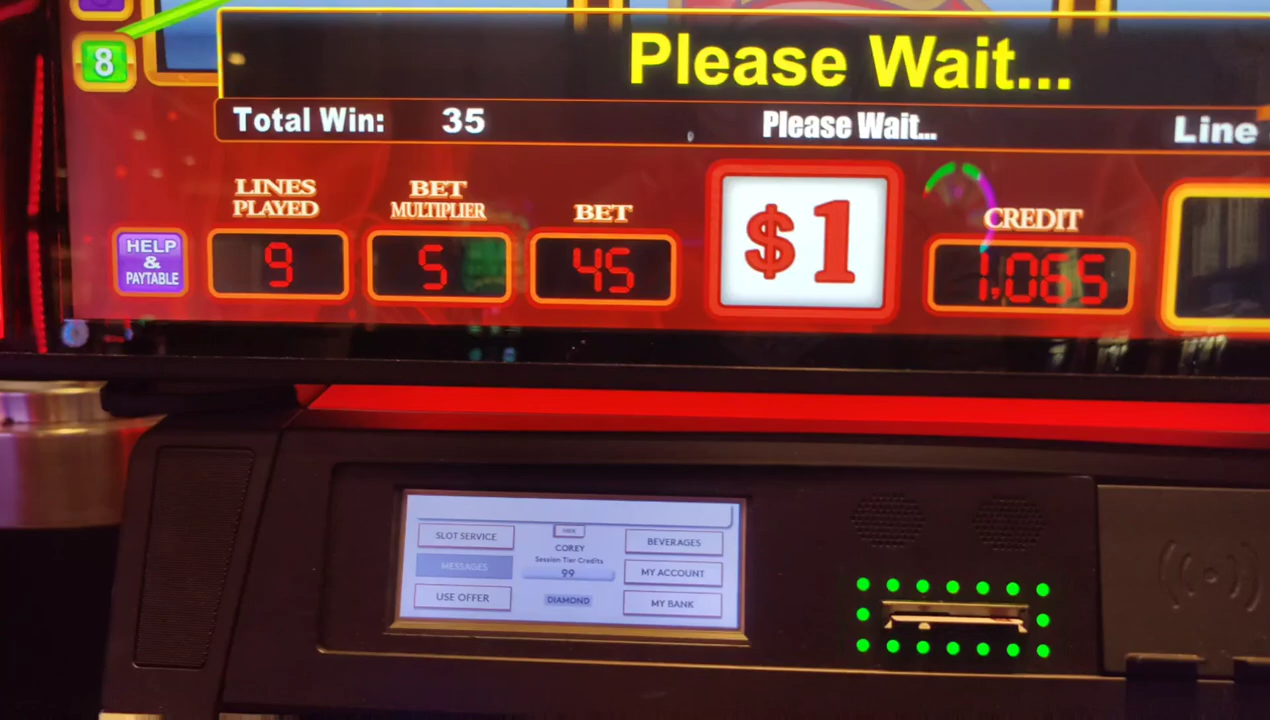 Please Wait...
8
Total Win: 35
Please Wait...
Line
LINES
PLAYED
BET
MULTIPLIER
BET
CREDIT
HELP
&
PAYTABLE
9
5
45
$1
1,065
SLOT SERVICE
COREY
BEVERAGES
Session Tier Credits
MESSAGES
99
MY ACCOUNT
USE OFFER
DIAMOND
MY BANK